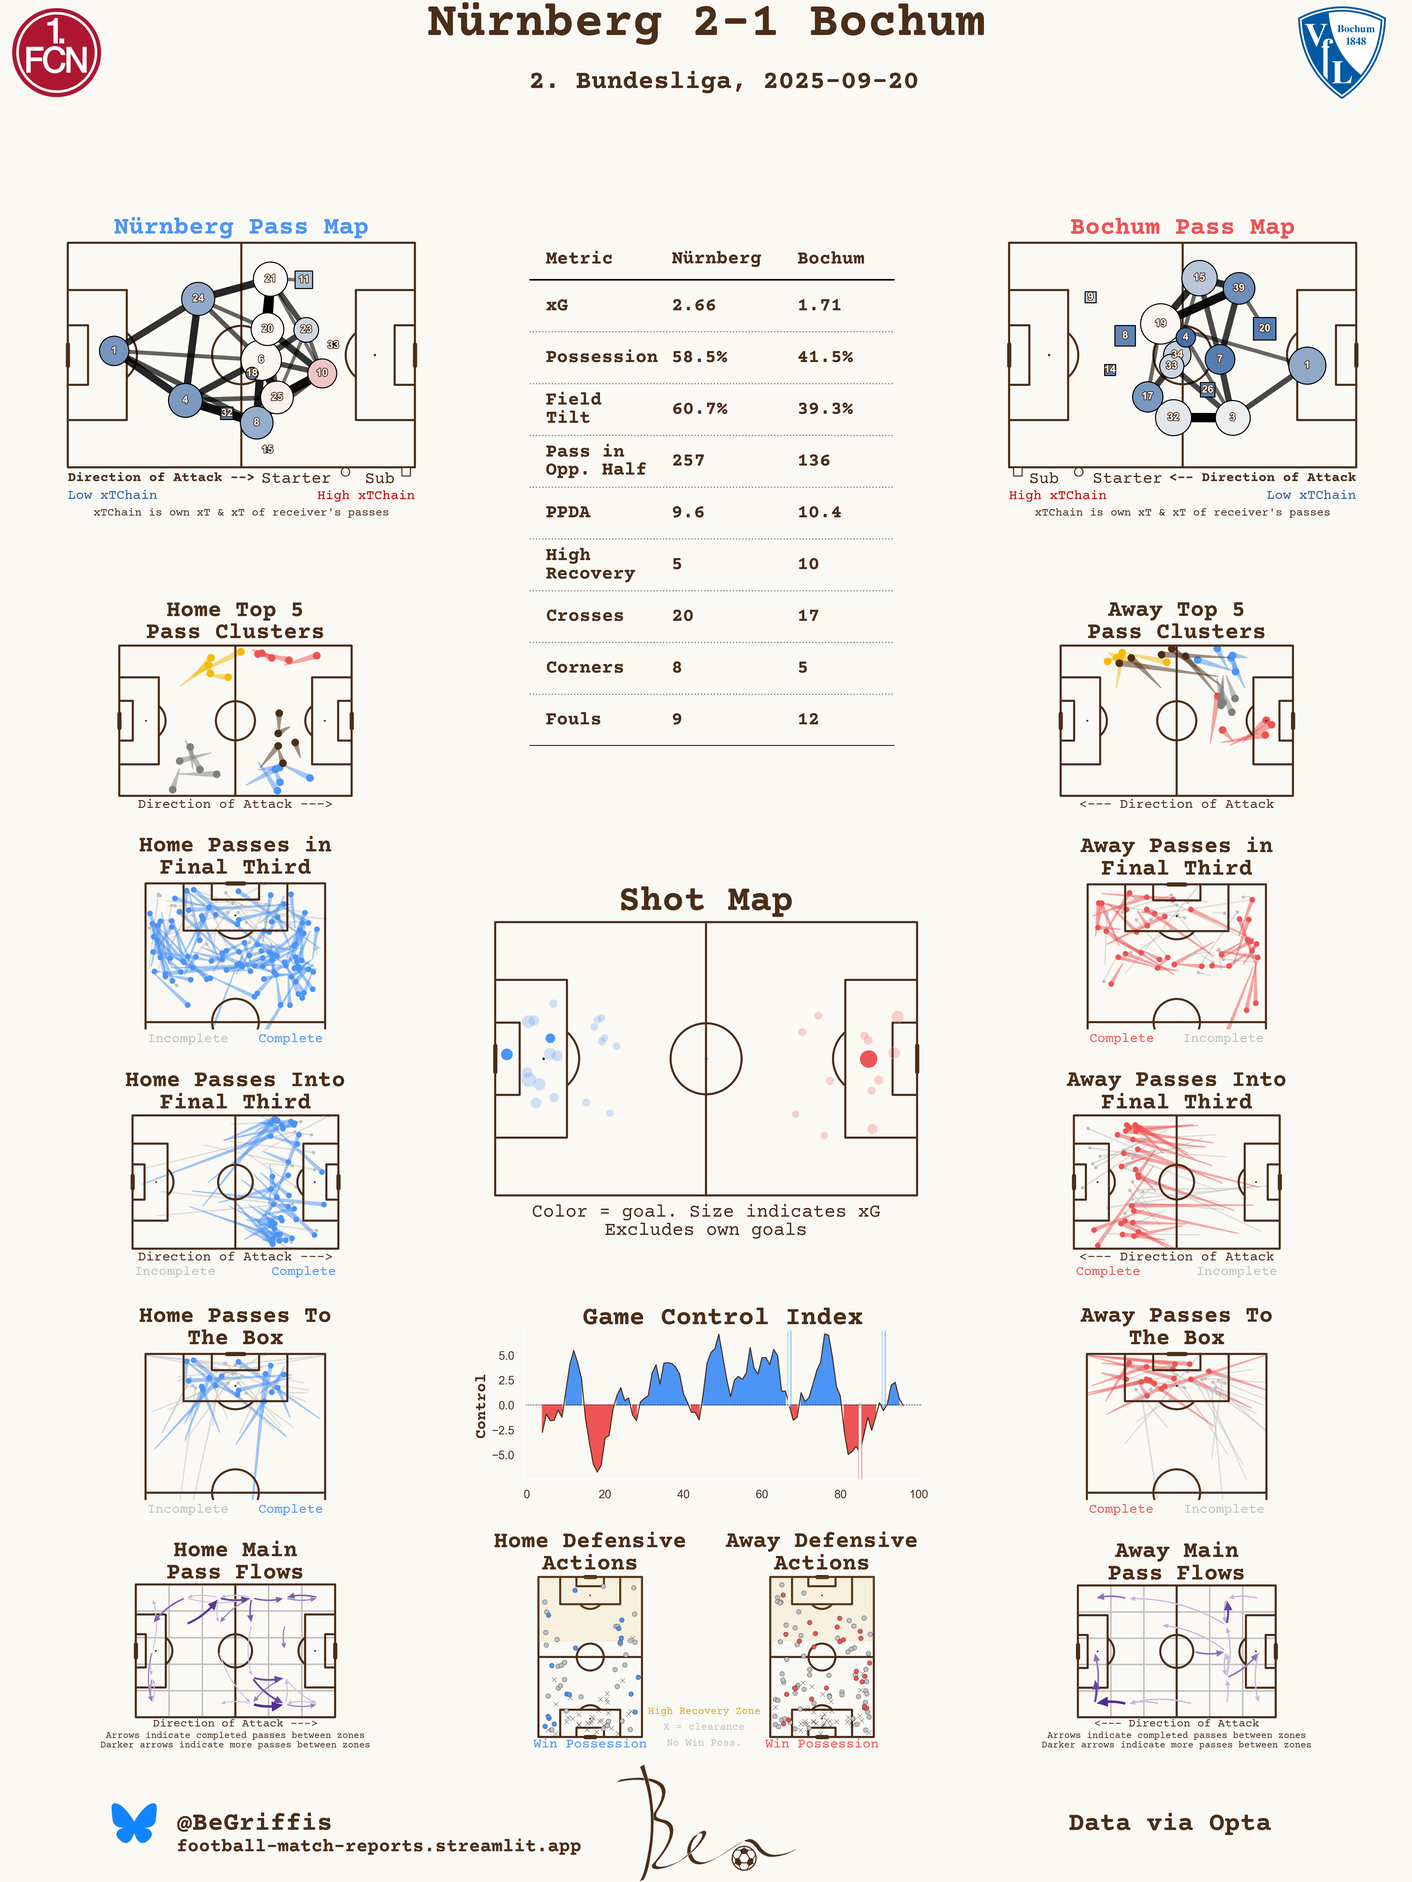 1.
FCN
Nürnberg 2-1 Bochum
2. Bundesliga, 2025-09-20
VfL
Bochum
1848
Nürnberg Pass Map
1
24
4
32
8
21
11
20
23
33
6
18
10
25
15
Direction of Attack --> Starter Sub
Low xTChain High xTChain
xTChain is own xT & xT of receiver's passes
Metric Nürnberg Bochum
xG 2.66 1.71
Possession 58.5% 41.5%
Field
Tilt 60.7% 39.3%
Pass in
Opp. Half 257 136
PPDA 9.6 10.4
High
Recovery 5 10
Crosses 20 17
Corners 8 5
Fouls 9 12
Bochum Pass Map
9
15
39
19
8
4
20
34
33
7
1
14
17
26
32
3
Sub Starter <-- Direction of Attack
High xTChain Low xTChain
xTChain is own xT & xT of receiver's passes
Home Top 5
Pass Clusters
Direction of Attack --->
Away Top 5
Pass Clusters
<--- Direction of Attack
Home Passes in
Final Third
Incomplete Complete
Away Passes in
Final Third
Complete Incomplete
Shot Map
Color = goal. Size indicates xG
Excludes own goals
Home Passes Into
Final Third
Direction of Attack --->
Incomplete Complete
Away Passes Into
Final Third
<--- Direction of Attack
Complete Incomplete
Home Passes To
The Box
Incomplete Complete
Game Control Index
Control
5.0
2.5
0.0
−2.5
−5.0
0 20 40 60 80 100
Away Passes To
The Box
Complete Incomplete
Home Main
Pass Flows
Direction of Attack --->
Arrows indicate completed passes between zones
Darker arrows indicate more passes between zones
Home Defensive
Actions
Win Possession
Away Defensive
Actions
Win Possession
High Recovery Zone
X = clearance
No Win Poss.
Away Main
Pass Flows
<--- Direction of Attack
Arrows indicate completed passes between zones
Darker arrows indicate more passes between zones
@BeGriffis
football-match-reports.streamlit.app
Ben
Data via Opta